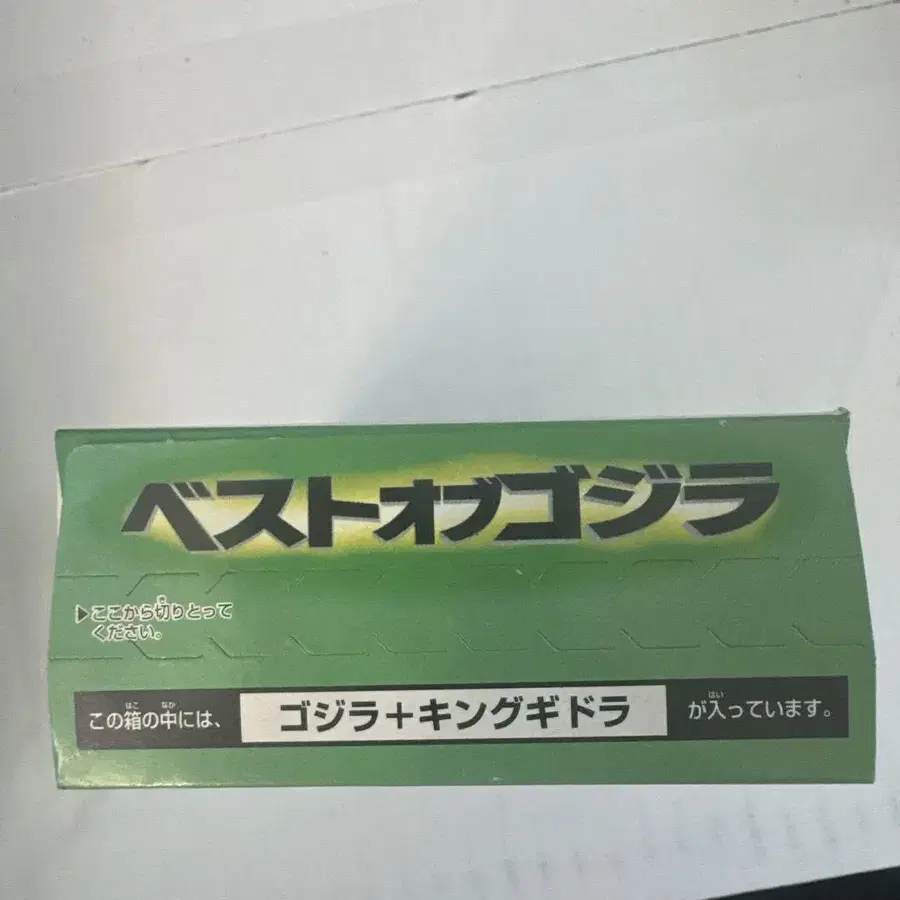 ベストオブゴジラ
▶ここから切りとって
ください。
この箱の中には、 ゴジラ+キングギドラ が入っています。